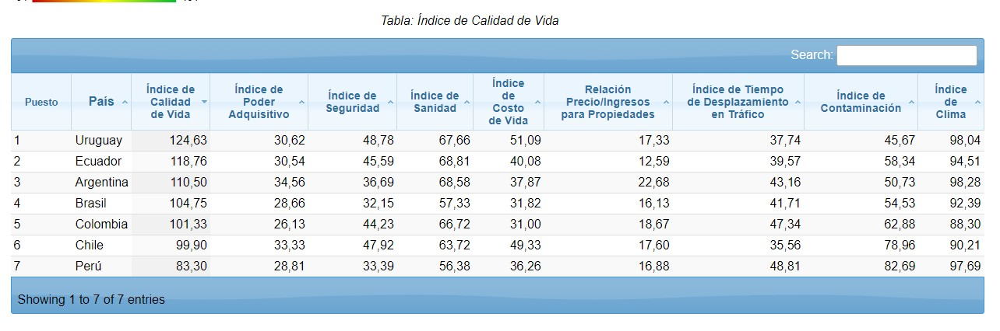 Tabla: Índice de Calidad de Vida
Search:
Puesto País Índice de Calidad de Vida Índice de Poder Adquisitivo Índice de Seguridad Índice de Sanidad Índice de Costo de Vida Relación Precio/Ingresos para Propiedades Índice de Tiempo de Desplazamiento en Tráfico Índice de Contaminación Índice de Clima
1 Uruguay 124,63 30,62 48,78 67,66 51,09 17,33 37,74 45,67 98,04
2 Ecuador 118,76 30,54 45,59 68,81 40,08 12,59 39,57 58,34 94,51
3 Argentina 110,50 34,56 36,69 68,58 37,87 22,68 43,16 50,73 98,28
4 Brasil 104,75 28,66 32,15 57,33 31,82 16,13 41,71 54,53 92,39
5 Colombia 101,33 26,13 44,23 66,72 31,00 18,67 47,34 62,88 88,30
6 Chile 99,90 33,33 47,92 63,72 49,33 17,60 35,56 78,96 90,21
7 Perú 83,30 28,81 33,39 56,38 36,26 16,88 48,81 82,69 97,69
Showing 1 to 7 of 7 entries